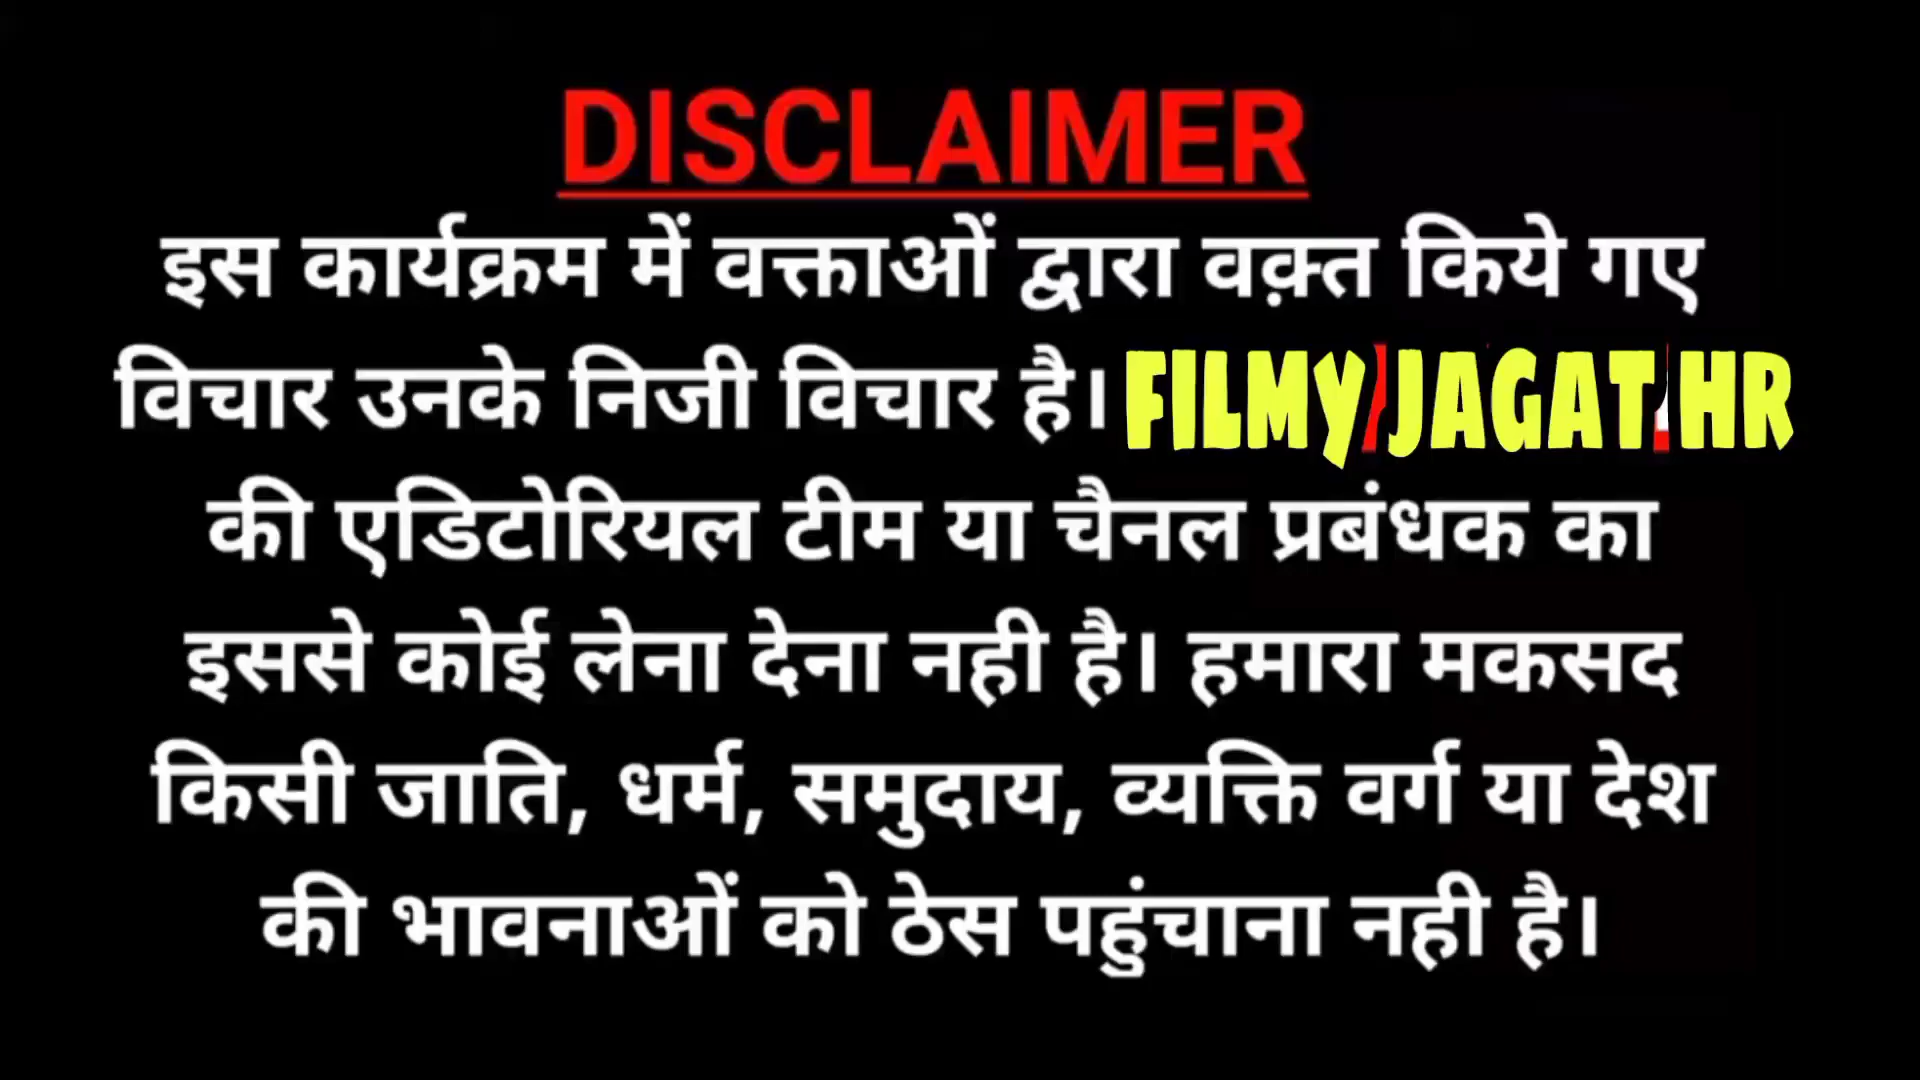 DISCLAIMER
इस कार्यक्रम में वक्ताओं द्वारा वक़्त किये गए
विचार उनके निजी विचार है। FILMY JAGAT HR
की एडिटोरियल टीम या चैनल प्रबंधक का
इससे कोई लेना देना नही है। हमारा मकसद
किसी जाति, धर्म, समुदाय, व्यक्ति वर्ग या देश
की भावनाओं को ठेस पहुंचाना नही है।